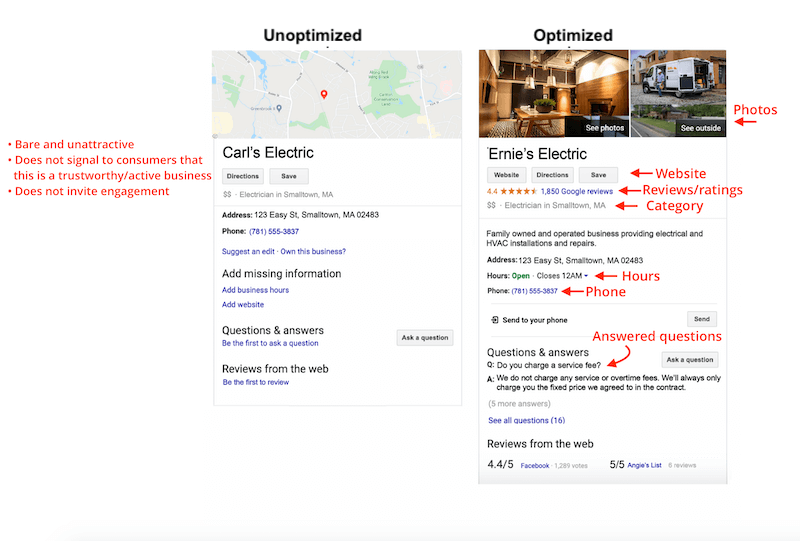 Unoptimized
Optimized
• Bare and unattractive
• Does not signal to consumers that
this is a trustworthy/active business
• Does not invite engagement
Carl's Electric
Directions
Save
$$ · Electrician in Smalltown, MA
Address: 123 Easy St, Smalltown, MA 02483
Phone: (781) 555-3837
Suggest an edit · Own this business?
Add missing information
Add business hours
Add website
Questions & answers
Be the first to ask a question
Ask a question
Reviews from the web
Be the first to review
See photos
See outside
Photos
'Ernie's Electric
Website
Directions
Save
Website
4.4 ★★★★★ 1,850 Google reviews
Reviews/ratings
$$ · Electrician in Smalltown, MA
Category
Family owned and operated business providing electrical and
HVAC installations and repairs.
Address: 123 Easy St, Smalltown, MA 02483
Hours: Open · Closes 12AM
Hours
Phone: (781) 555-3837
Phone
Send to your phone
Send
Answered questions
Questions & answers
Ask a question
Q: Do you charge a service fee?
A: We do not charge any service or overtime fees. We'll always only
charge you the fixed price we agreed to in the contract.
(5 more answers)
See all questions (16)
Reviews from the web
4.4/5 Facebook · 1,289 votes
5/5 Angie's List · 6 reviews